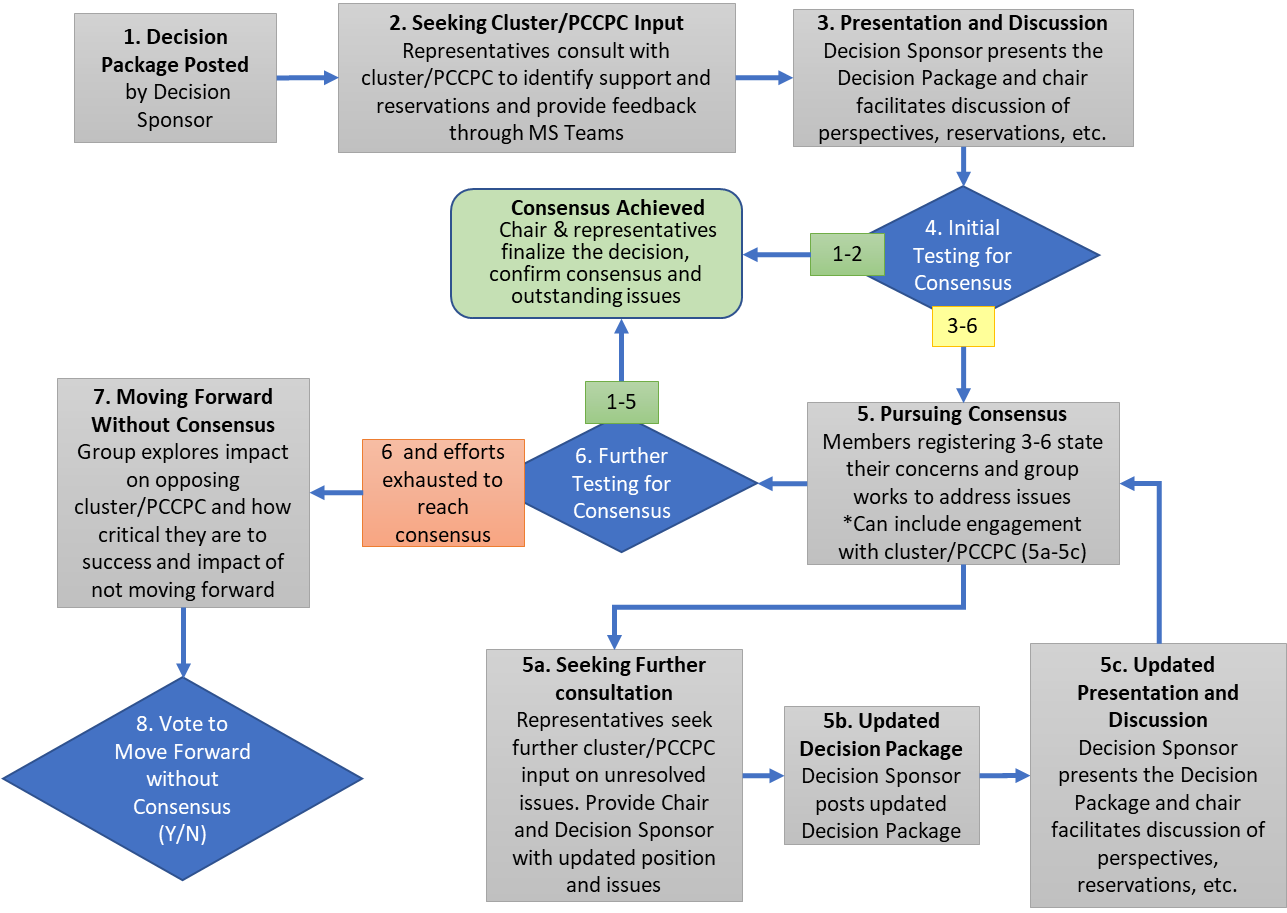 1. Decision
Package Posted
by Decision
Sponsor
2. Seeking Cluster/PCCPC Input
Representatives consult with
cluster/PCCPC to identify support and
reservations and provide feedback
through MS Teams
3. Presentation and Discussion
Decision Sponsor presents the
Decision Package and chair
facilitates discussion of
perspectives, reservations, etc.
4. Initial
Testing for
Consensus
1-2
Consensus Achieved
Chair & representatives
finalize the decision,
confirm consensus and
outstanding issues
3-6
5. Pursuing Consensus
Members registering 3-6 state
their concerns and group
works to address issues
*Can include engagement
with cluster/PCCPC (5a-5c)
5a. Seeking Further
consultation
Representatives seek
further cluster/PCCPC
input on unresolved
issues. Provide Chair
and Decision Sponsor
with updated position
and issues
5b. Updated
Decision Package
Decision Sponsor
posts updated
Decision Package
5c. Updated
Presentation and
Discussion
Decision Sponsor
presents the Decision
Package and chair
facilitates discussion of
perspectives,
reservations, etc.
6. Further
Testing for
Consensus
1-5
6 and efforts
exhausted to
reach
consensus
7. Moving Forward
Without Consensus
Group explores impact
on opposing
cluster/PCCPC and how
critical they are to
success and impact of
not moving forward
8. Vote to
Move Forward
without
Consensus
(Y/N)